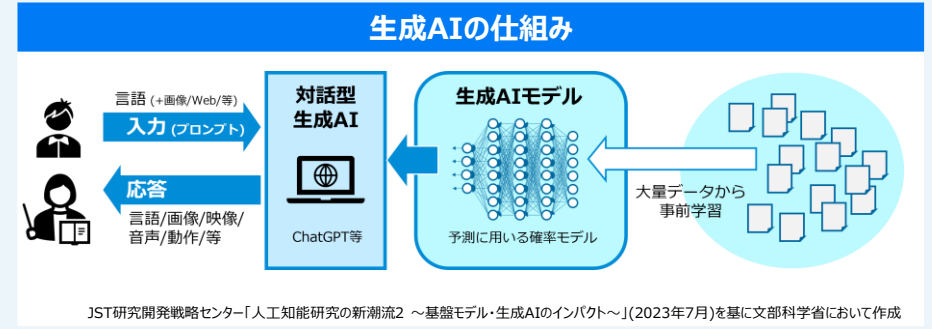 生成AIの仕組み
言語 (+画像/Web/等)
入力 (プロンプト)
応答
言語/画像/映像/
音声/動作/等
対話型
生成AI
ChatGPT等
生成AIモデル
予測に用いる確率モデル
大量データから
事前学習
JST研究開発戦略センター「人工知能研究の新潮流2 ～基盤モデル・生成AIのインパクト～」(2023年7月)を基に文部科学省において作成